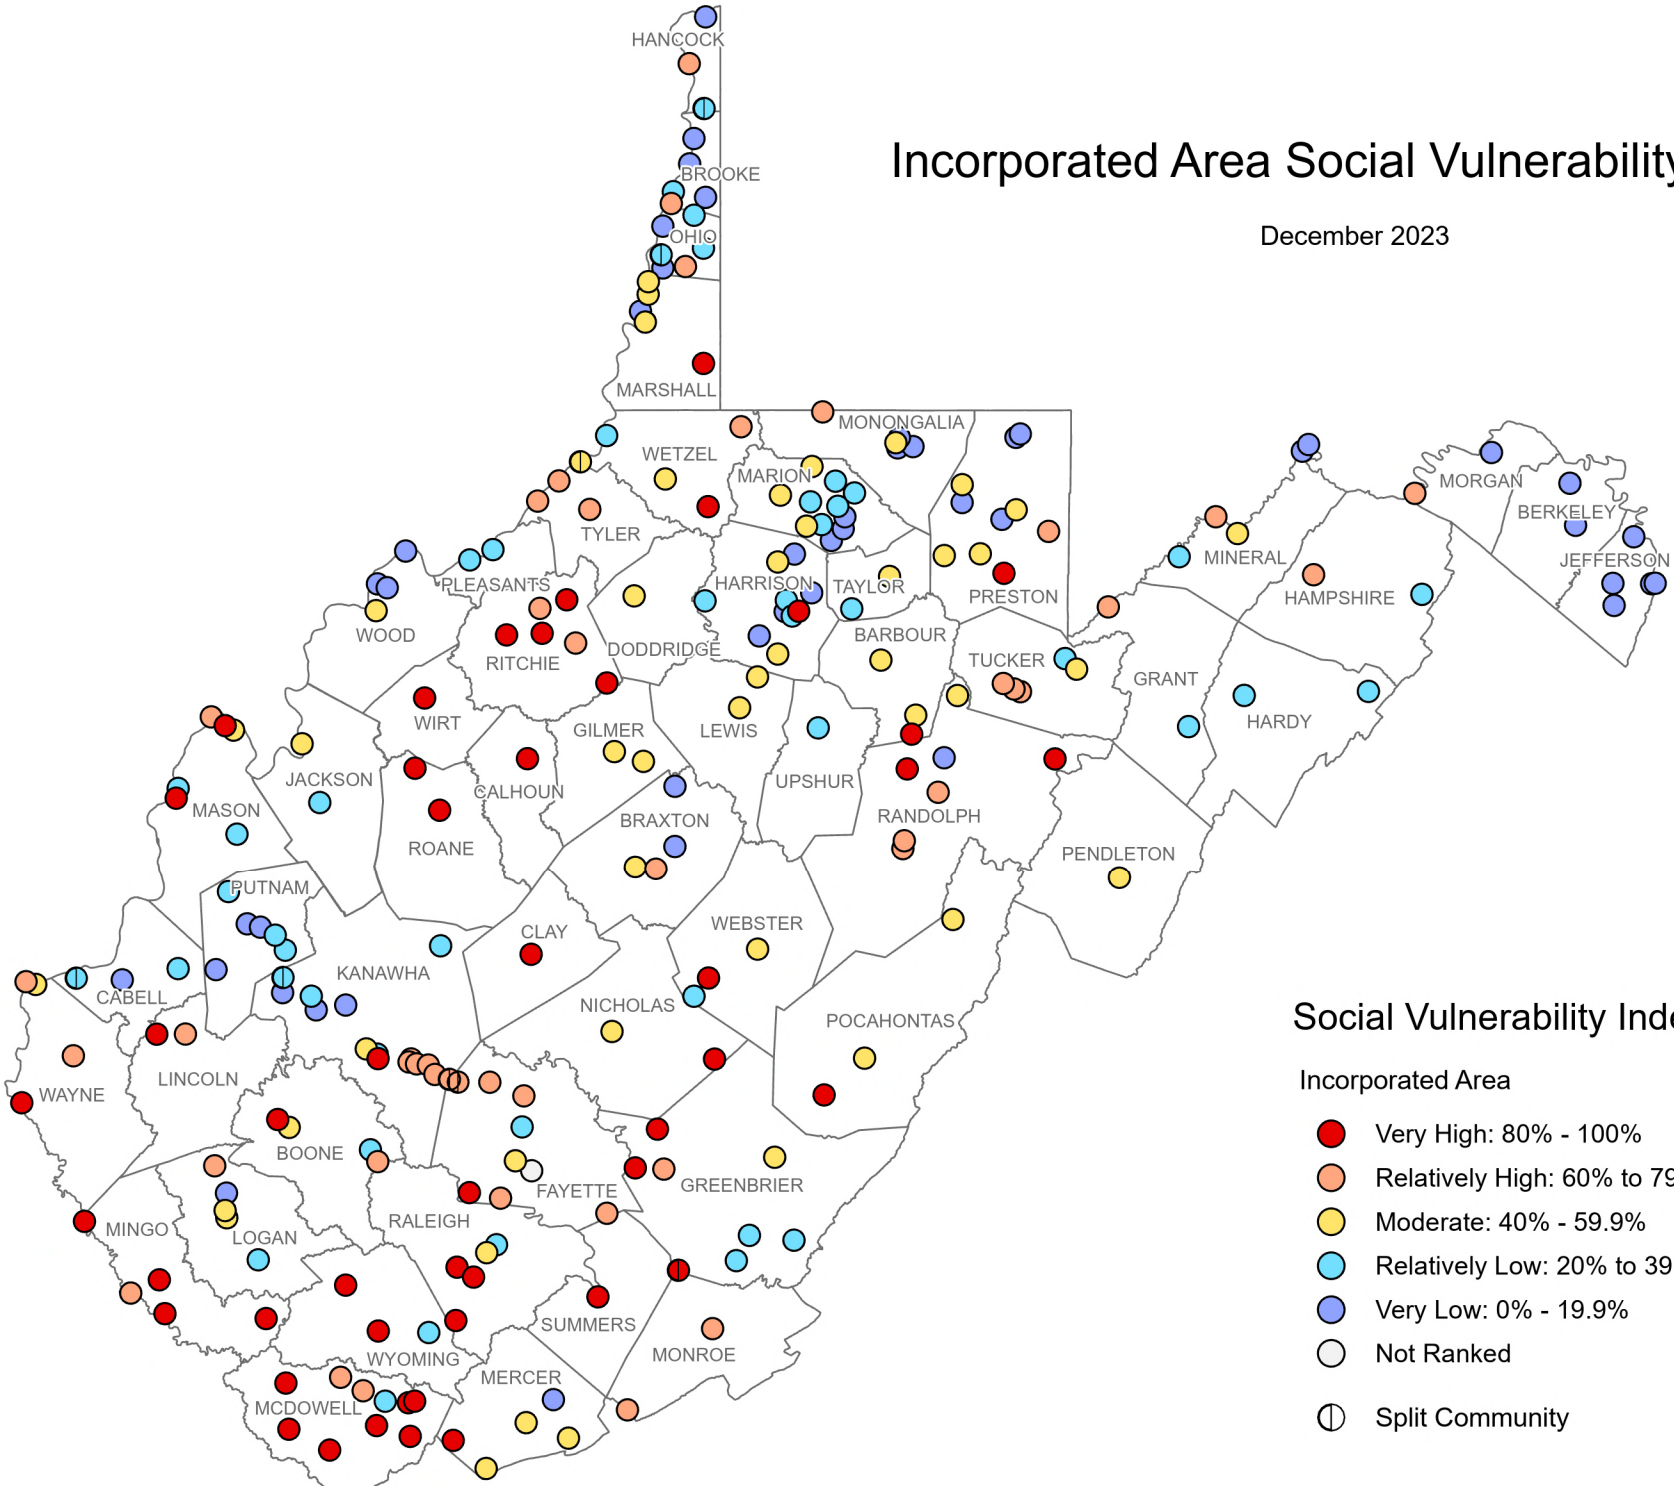 HANCOCK
BROOKE
Incorporated Area Social Vulnerability
December 2023
OHIO
MARSHALL
MONONGALIA
WETZEL
MARION
MORGAN
BERKELEY
TYLER
MINERAL
JEFFERSON
PLEASANTS
HARRISON
TAYLOR
PRESTON
HAMPSHIRE
WOOD
BARBOUR
DODDRIDGE
RITCHIE
TUCKER
GRANT
WIRT
GILMER
LEWIS
HARDY
JACKSON
UPSHUR
CALHOUN
MASON
BRAXTON
RANDOLPH
ROANE
PENDLETON
PUTNAM
WEBSTER
CLAY
KANAWHA
CABELL
NICHOLAS
POCAHONTAS
Social Vulnerability Inde
LINCOLN
Incorporated Area
WAYNE
Very High: 80% - 100%
BOONE
Relatively High: 60% to 79
FAYETTE
GREENBRIER
RALEIGH
Moderate: 40% - 59.9%
MINGO
LOGAN
Relatively Low: 20% to 39
Very Low: 0% - 19.9%
SUMMERS
Not Ranked
MONROE
WYOMING
MERCER
MCDOWELL
Split Community